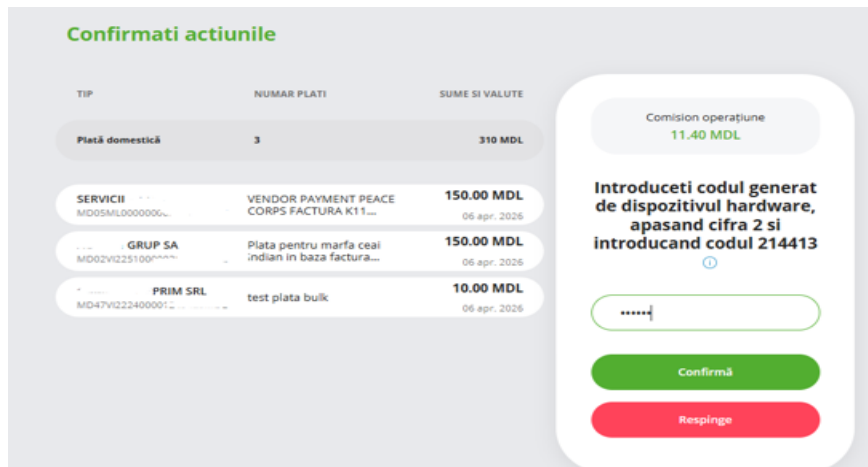 Confirmati actiunile
TIP NUMAR PLATI SUME SI VALUTE
Plată domestică 3 310 MDL
SERVICII
VENDOR PAYMENT PEACE
CORPS FACTURA K11...
150.00 MDL
06 apr. 2026
GRUP SA
Plata pentru marfa ceai
indian in baza factura...
150.00 MDL
06 apr. 2026
PRIM SRL
test plata bulk
10.00 MDL
06 apr. 2026
Comision operațiune
11.40 MDL
Introduceti codul generat
de dispozitivul hardware,
apasand cifra 2 si
introducand codul 214413
Confirmă
Respinge